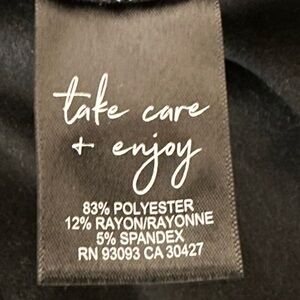 take care
+ enjoy
83% POLYESTER
12% RAYON/RAYONNE
5% SPANDEX
RN 93093 CA 30427